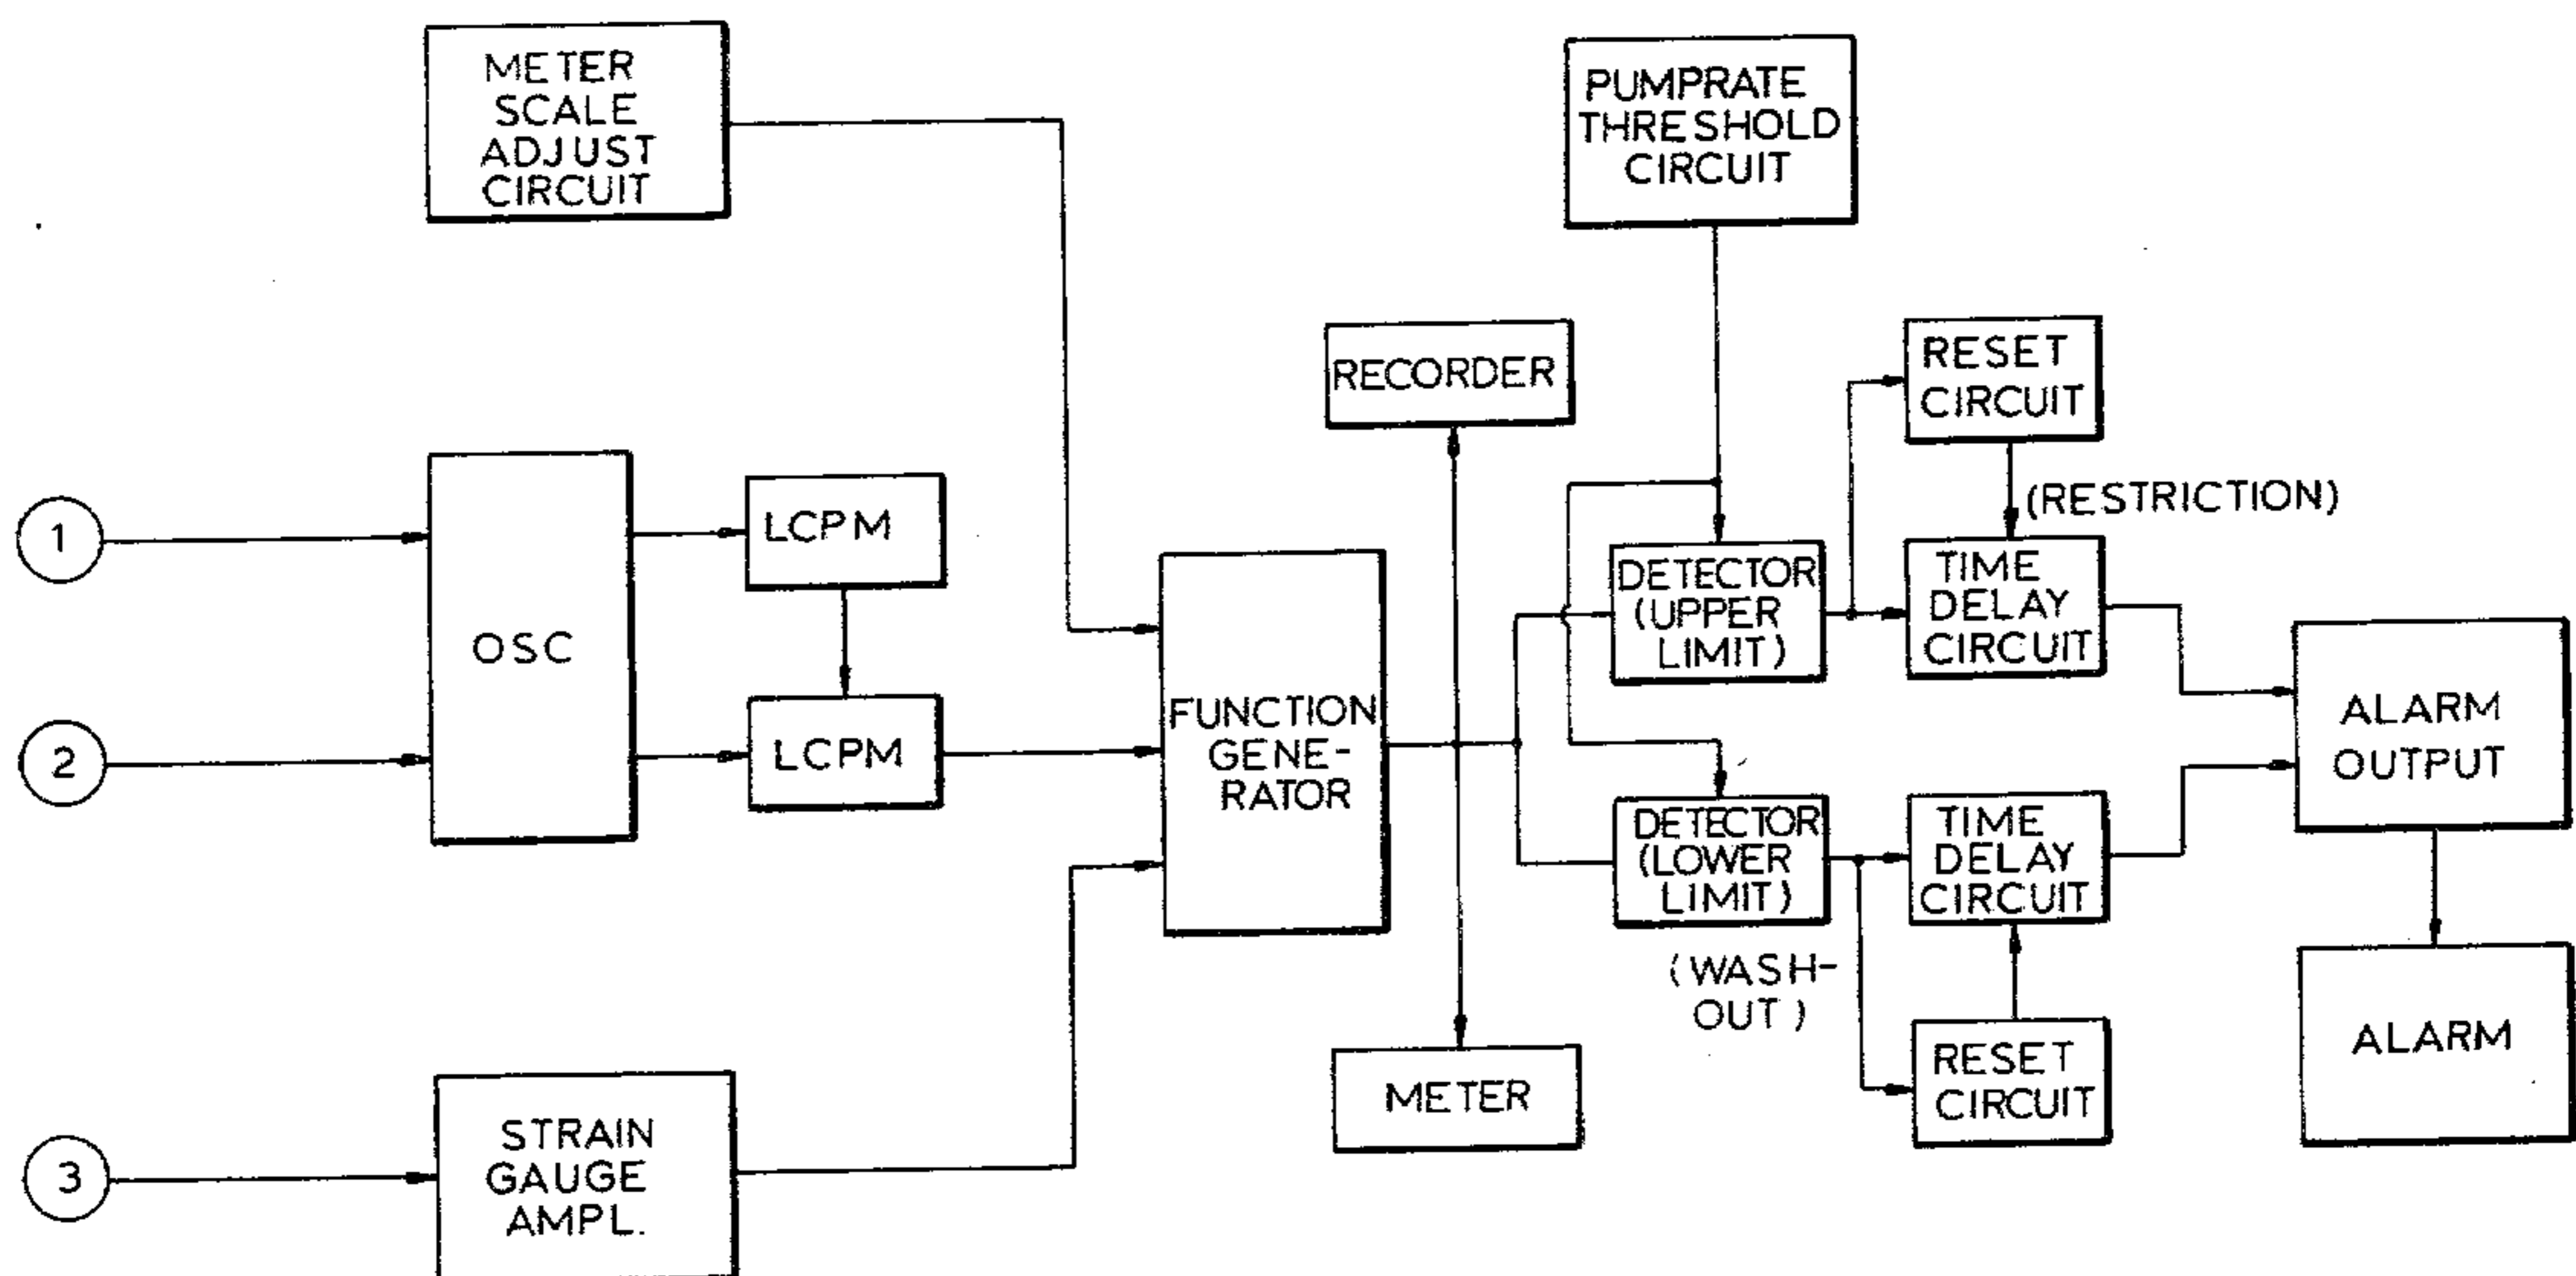 METER
SCALE
ADJUST
CIRCUIT
PUMPRATE
THRESHOLD
CIRCUIT
RECORDER
RESET
CIRCUIT
(RESTRICTION)
1
OSC
LCPM
2
LCPM
FUNCTION
GENE-
RATOR
DETECTOR
(UPPER
LIMIT)
TIME
DELAY
CIRCUIT
ALARM
OUTPUT
DETECTOR
(LOWER
LIMIT)
TIME
DELAY
CIRCUIT
(WASH-
OUT)
METER
RESET
CIRCUIT
ALARM
3
STRAIN
GAUGE
AMPL.